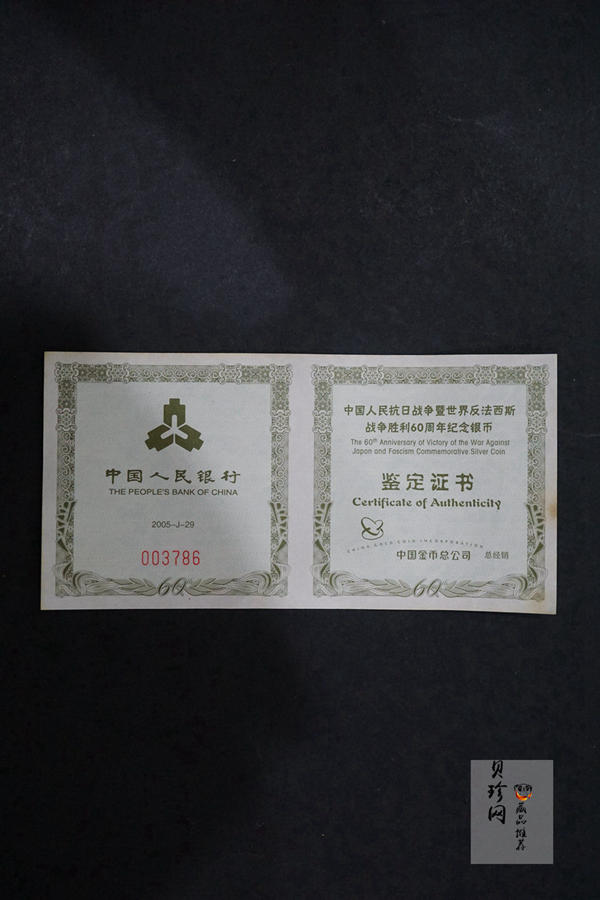 中国人民银行
THE PEOPLE'S BANK OF CHINA
2005-J-29
003786
60
中国人民抗日战争暨世界反法西斯
战争胜利60周年纪念银币
The 60th Anniversary of Victory of the War Against
Japan and Fascism Commemorative Silver Coin
鉴定证书
Certificate of Authenticity
CHINA GOLD COIN INCORPORATION
中国金币总公司 总经销
60
贝珍网
藏品推荐